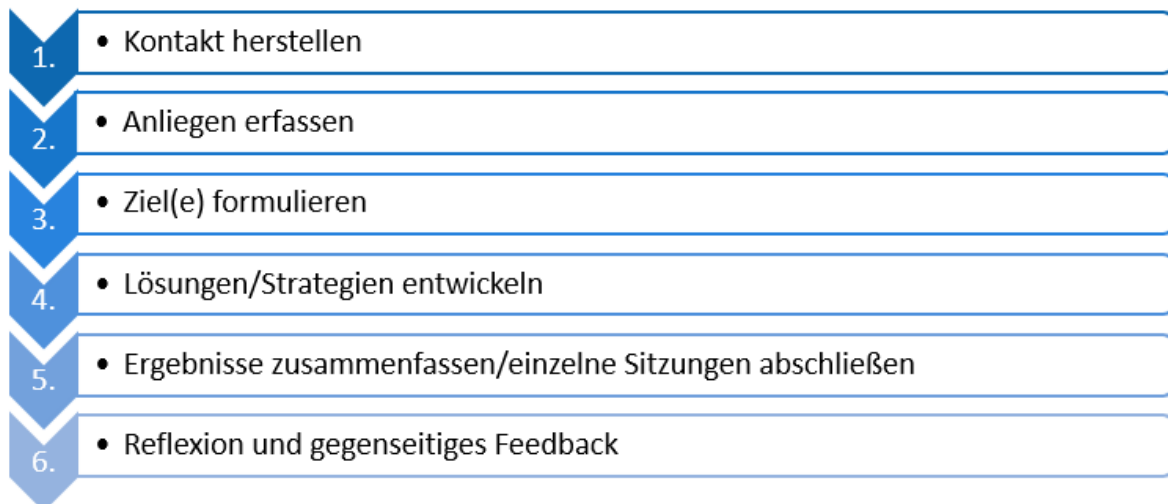 1. • Kontakt herstellen
2. • Anliegen erfassen
3. • Ziel(e) formulieren
4. • Lösungen/Strategien entwickeln
5. • Ergebnisse zusammenfassen/einzelne Sitzungen abschließen
6. • Reflexion und gegenseitiges Feedback